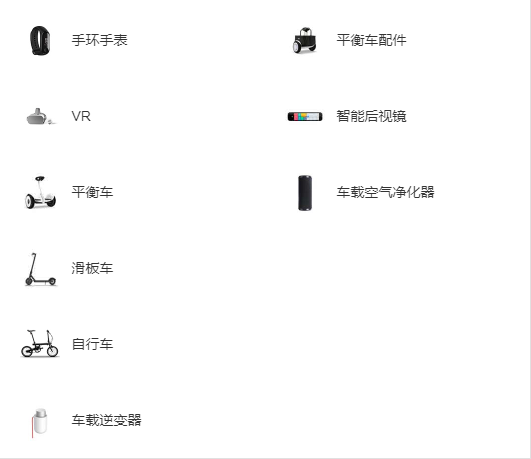 手环手表
VR
平衡车
滑板车
自行车
车载逆变器
平衡车配件
智能后视镜
车载空气净化器